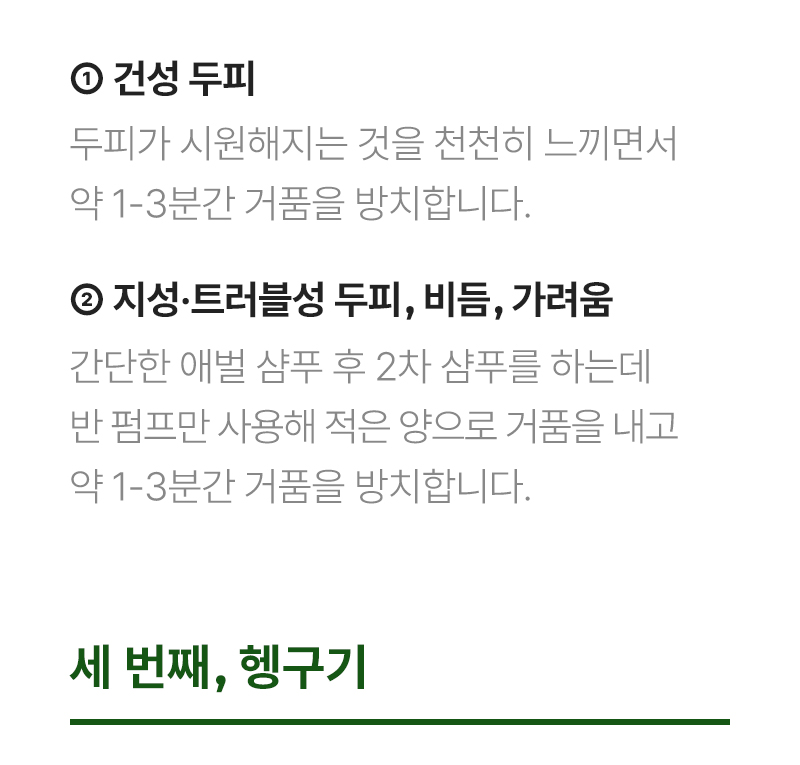 ① 건성 두피
두피가 시원해지는 것을 천천히 느끼면서
약 1-3분간 거품을 방치합니다.
② 지성·트러블성 두피, 비듬, 가려움
간단한 애벌 샴푸 후 2차 샴푸를 하는데
반 펌프만 사용해 적은 양으로 거품을 내고
약 1-3분간 거품을 방치합니다.
세 번째, 헹구기